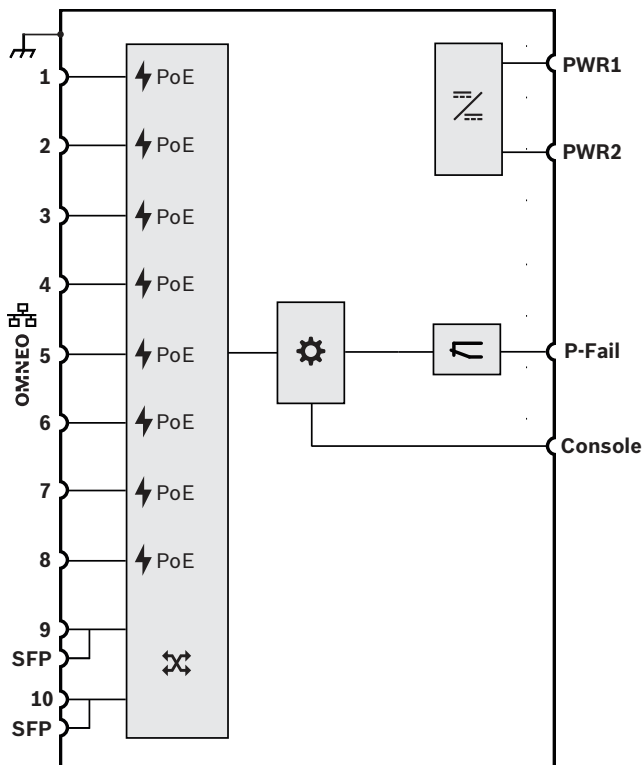 1 PoE PWR1
2 PoE PWR2
3 PoE
4 PoE
OMNEO
5 PoE P-Fail
6 PoE Console
7 PoE
8 PoE
9
SFP
10
SFP